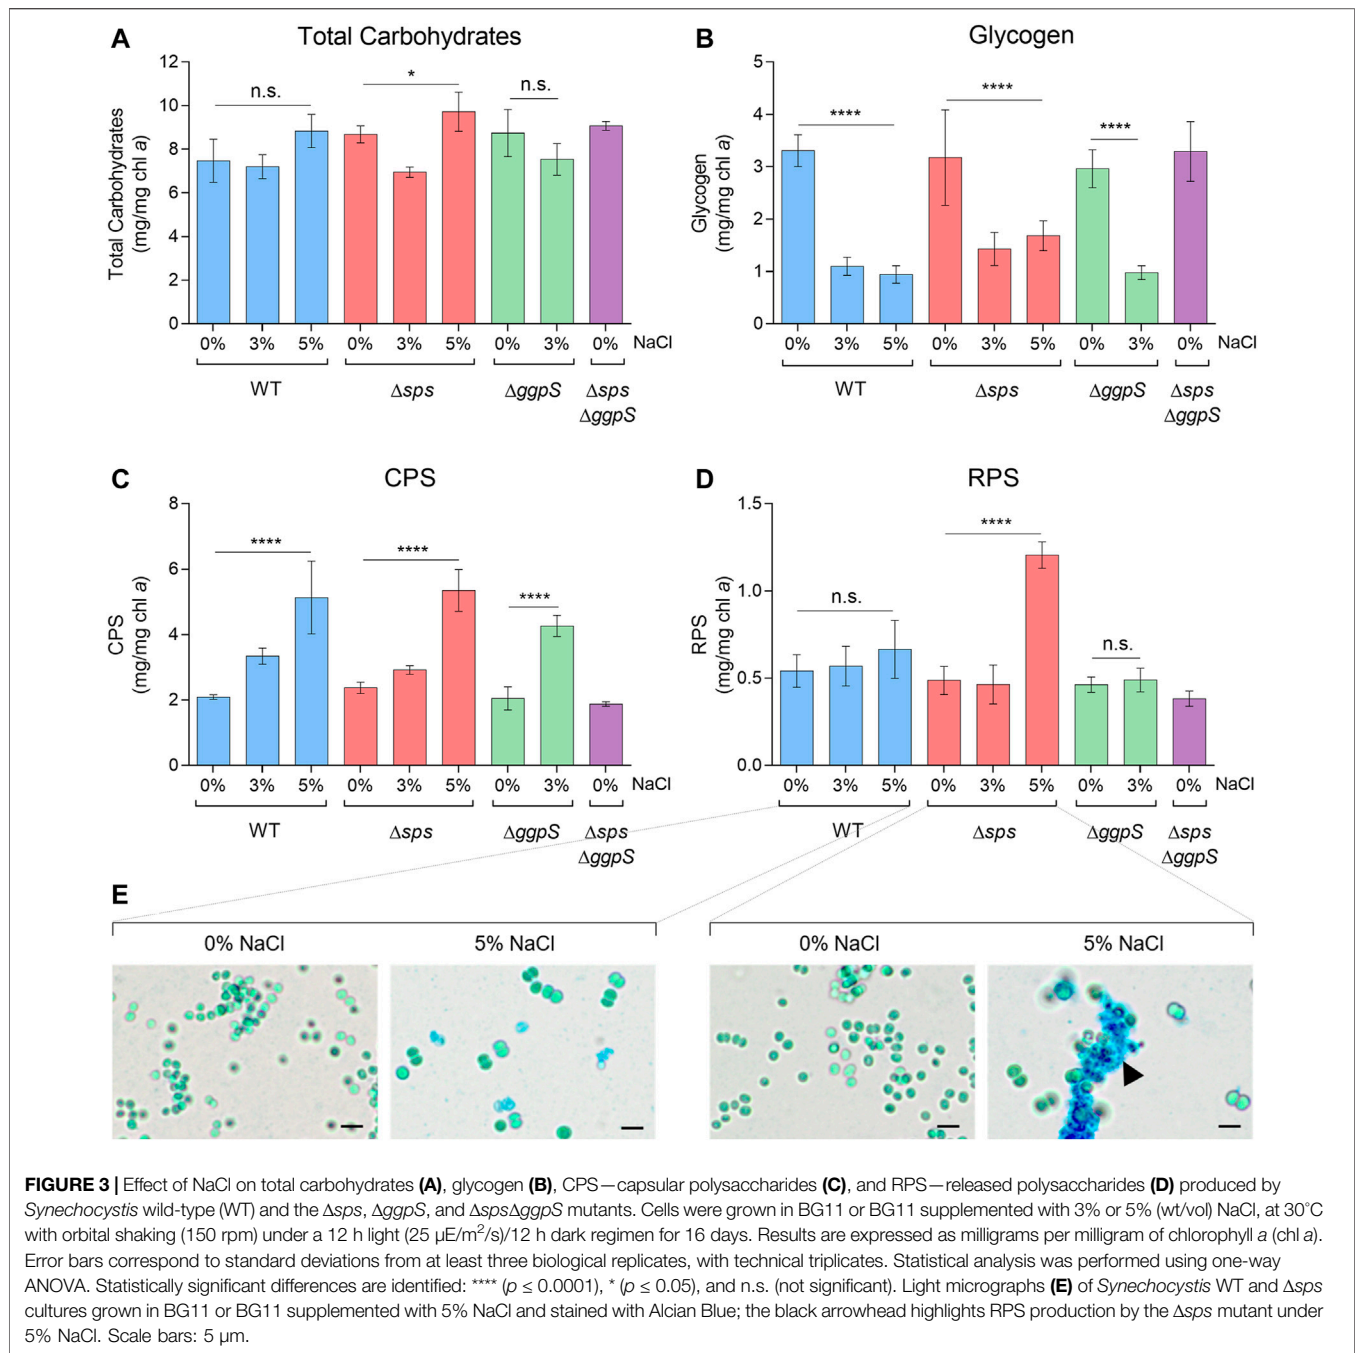 A Total Carbohydrates
Total Carbohydrates
(mg/mg chl a)
12
10
8
6
4
2
0
n.s.
*
n.s.
0% 3% 5% 0% 3% 5% 0% 3% 0% NaCl
WT Δsps ΔggpS Δsps
ΔggpS
B Glycogen
Glycogen
(mg/mg chl a)
5
4
3
2
1
0
****
****
****
0% 3% 5% 0% 3% 5% 0% 3% 0% NaCl
WT Δsps ΔggpS Δsps
ΔggpS
C CPS
CPS
(mg/mg chl a)
8
6
4
2
0
****
****
****
0% 3% 5% 0% 3% 5% 0% 3% 0% NaCl
WT Δsps ΔggpS Δsps
ΔggpS
D RPS
RPS
(mg/mg chl a)
1.5
1.0
0.5
0.0
n.s.
****
n.s.
0% 3% 5% 0% 3% 5% 0% 3% 0% NaCl
WT Δsps ΔggpS Δsps
ΔggpS
E
0% NaCl 5% NaCl 0% NaCl 5% NaCl
FIGURE 3 | Effect of NaCl on total carbohydrates (A), glycogen (B), CPS—capsular polysaccharides (C), and RPS—released polysaccharides (D) produced by
Synechocystis wild-type (WT) and the Δsps, ΔggpS, and ΔspsΔggpS mutants. Cells were grown in BG11 or BG11 supplemented with 3% or 5% (wt/vol) NaCl, at 30°C
with orbital shaking (150 rpm) under a 12 h light (25 µE/m²/s)/12 h dark regimen for 16 days. Results are expressed as milligrams per milligram of chlorophyll a (chl a).
Error bars correspond to standard deviations from at least three biological replicates, with technical triplicates. Statistical analysis was performed using one-way
ANOVA. Statistically significant differences are identified: **** (p ≤ 0.0001), * (p ≤ 0.05), and n.s. (not significant). Light micrographs (E) of Synechocystis WT and Δsps
cultures grown in BG11 or BG11 supplemented with 5% NaCl and stained with Alcian Blue; the black arrowhead highlights RPS production by the Δsps mutant under
5% NaCl. Scale bars: 5 µm.